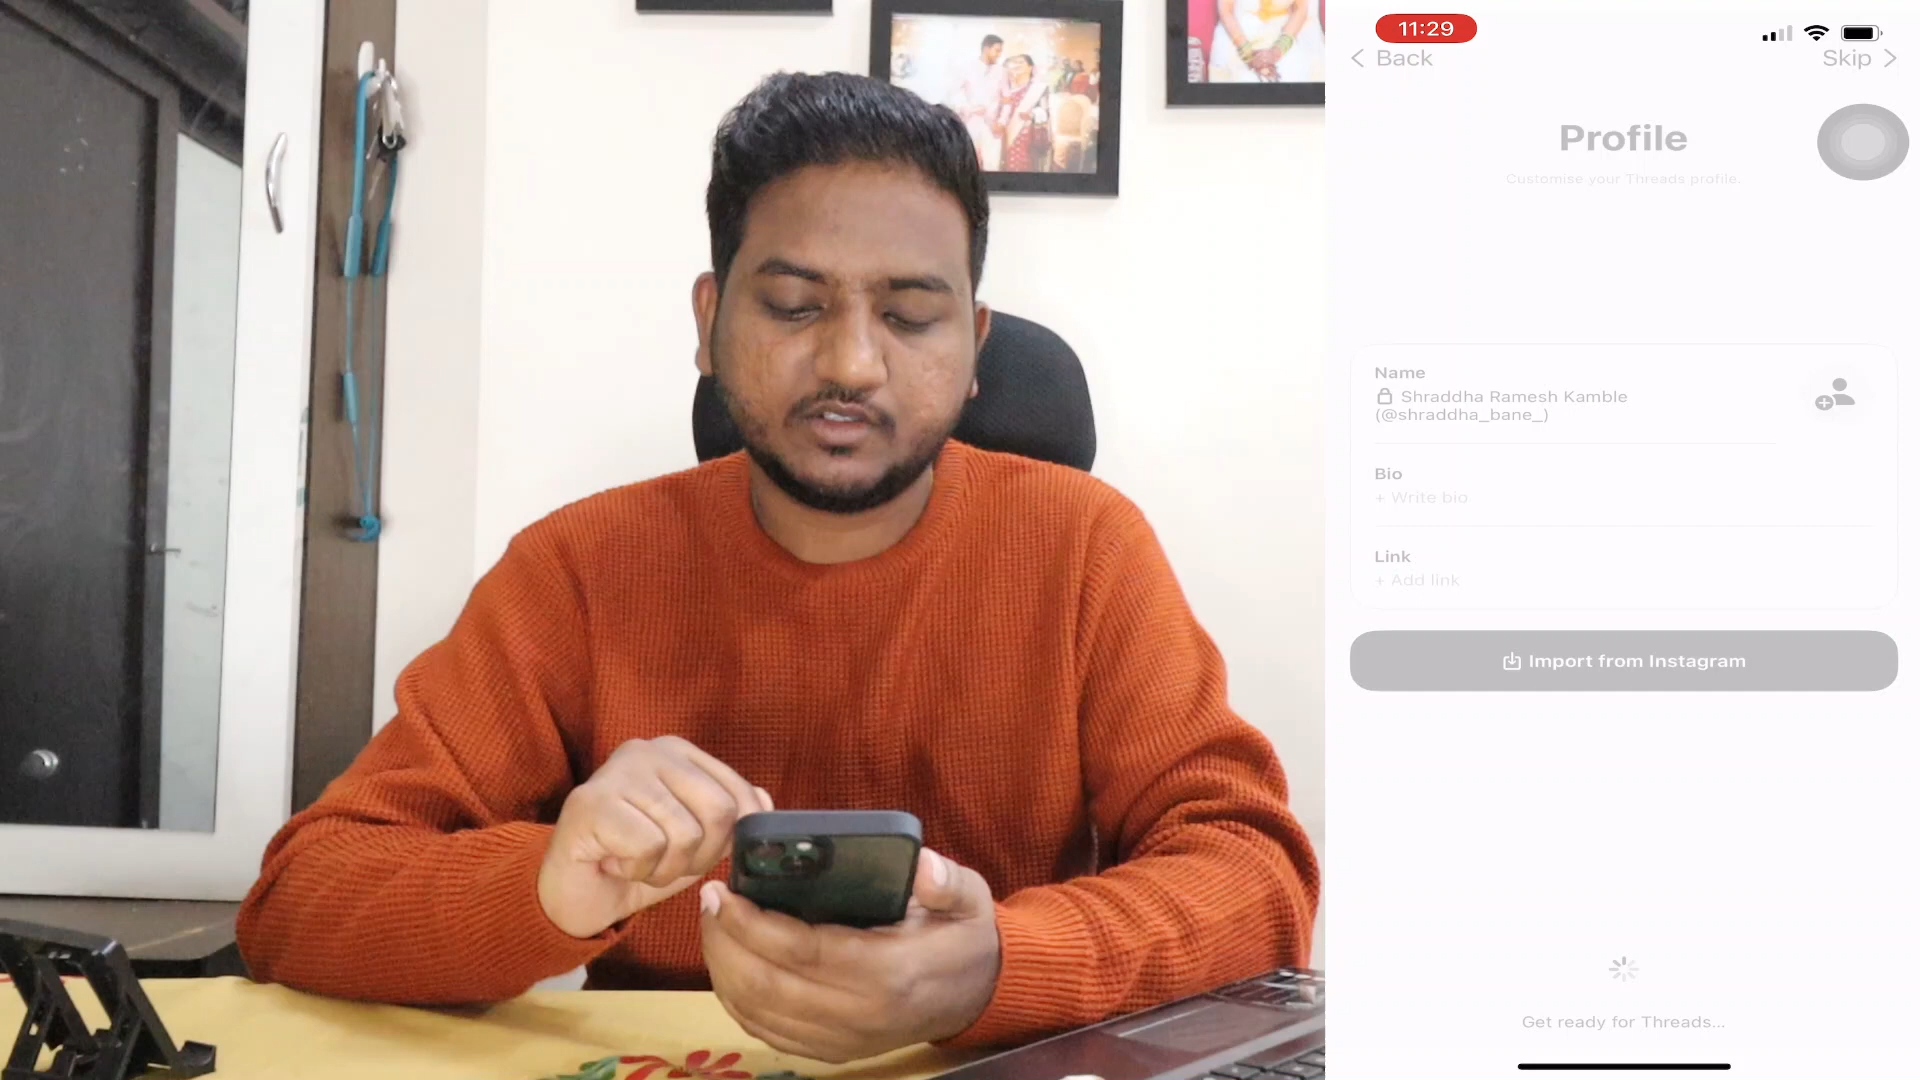 11:29
Back
Skip
Profile
Customise your Threads profile.
Name
Shraddha Ramesh Kamble
(@shraddha_bane_)
Bio
+ Write bio
Link
+ Add link
Import from Instagram
Get ready for Threads...